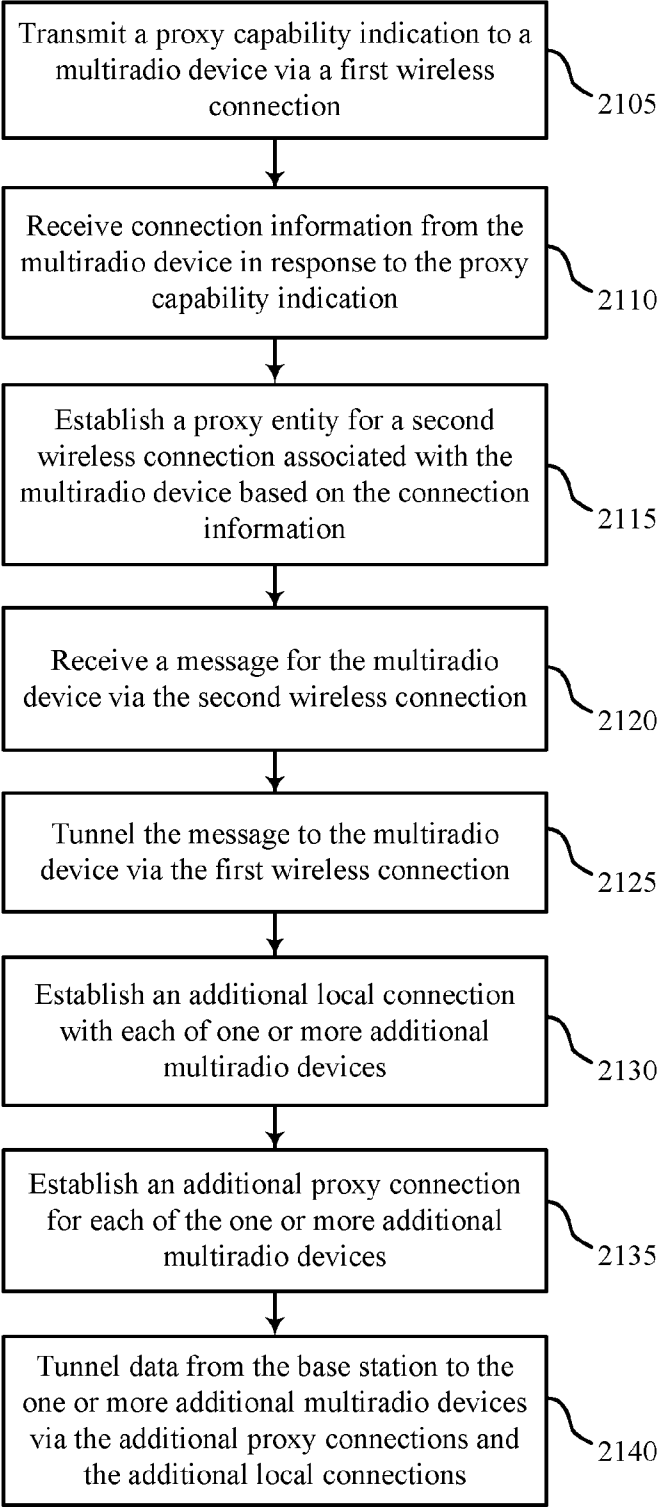 Transmit a proxy capability indication to a
multiradio device via a first wireless
connection
2105
Receive connection information from the
multiradio device in response to the proxy
capability indication
2110
Establish a proxy entity for a second
wireless connection associated with the
multiradio device based on the connection
information
2115
Receive a message for the multiradio
device via the second wireless connection
2120
Tunnel the message to the multiradio
device via the first wireless connection
2125
Establish an additional local connection
with each of one or more additional
multiradio devices
2130
Establish an additional proxy connection
for each of the one or more additional
multiradio devices
2135
Tunnel data from the base station to the
one or more additional multiradio devices
via the additional proxy connections and
the additional local connections
2140